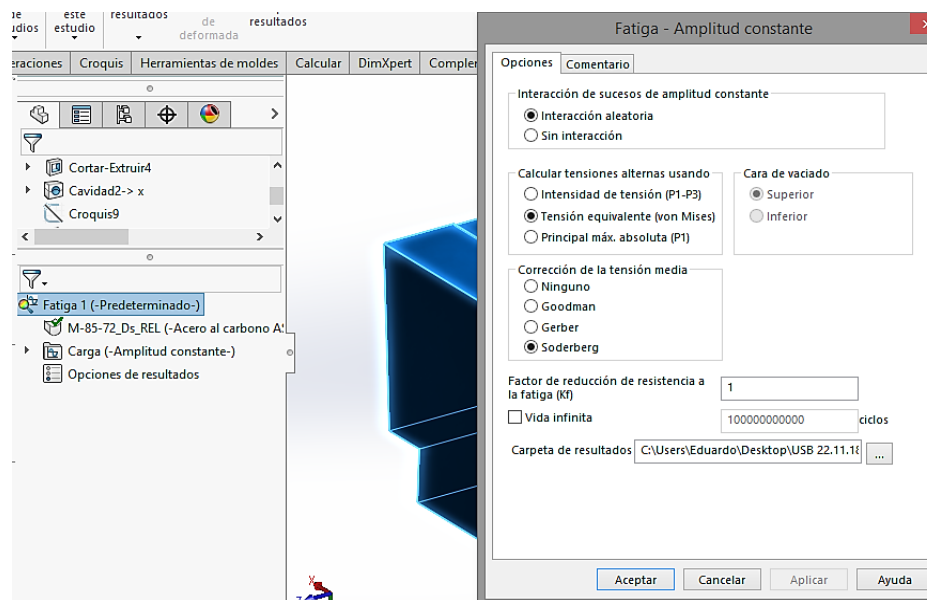 de este resultados de resultados
udios estudio deformada
eraciones Croquis Herramientas de moldes Calcular DimXpert Compler
Cortar-Extruir4
Cavidad2-> x
Croquis9
Fatiga 1 (-Predeterminado-)
M-85-72_Ds_REL (-Acero al carbono A
Carga (-Amplitud constante-)
Opciones de resultados
Fatiga - Amplitud constante
Opciones Comentario
Interacción de sucesos de amplitud constante
Interacción aleatoria
Sin interacción
Calcular tensiones alternas usando
Intensidad de tensión (P1-P3)
Tensión equivalente (von Mises)
Principal máx. absoluta (P1)
Cara de vaciado
Superior
Inferior
Corrección de la tensión media
Ninguno
Goodman
Gerber
Soderberg
Factor de reducción de resistencia a
la fatiga (Kf)
1
Vida infinita 100000000000 ciclos
Carpeta de resultados C:\Users\Eduardo\Desktop\USB 22.11.18 ...
Aceptar Cancelar Aplicar Ayuda
X
Z